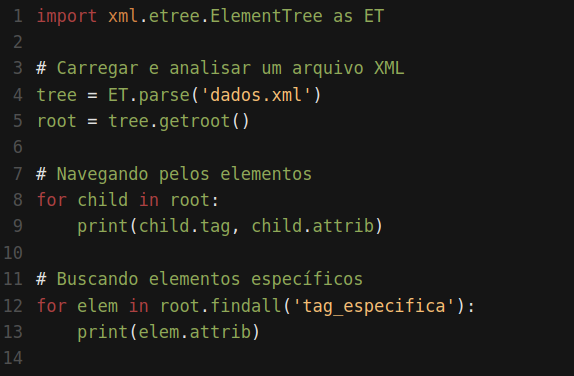 1 import xml.etree.ElementTree as ET
2
3 # Carregar e analisar um arquivo XML
4 tree = ET.parse('dados.xml')
5 root = tree.getroot()
6
7 # Navegando pelos elementos
8 for child in root:
9     print(child.tag, child.attrib)
10
11 # Buscando elementos específicos
12 for elem in root.findall('tag_especifica'):
13     print(elem.attrib)
14